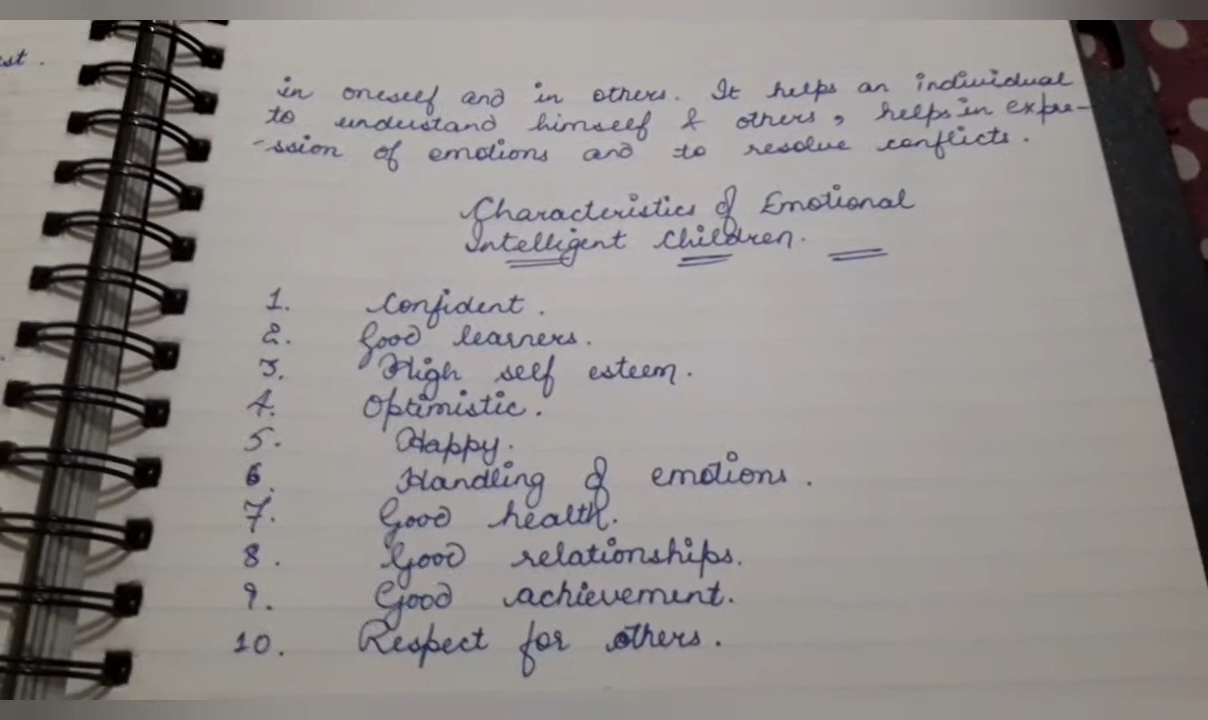 st.
in oneself and in others. It helps an individual
to understand himself & others, helps in expre-
-ssion of emotions and to resolve conflicts.
Characteristics of Emotional
Intelligent Children.
1. Confident.
2. Good learners.
3. High self esteem.
4. Optimistic.
5. Happy.
6. Handling of emotions.
7. Good health.
8. Good relationships.
9. Good achievement.
10. Respect for others.